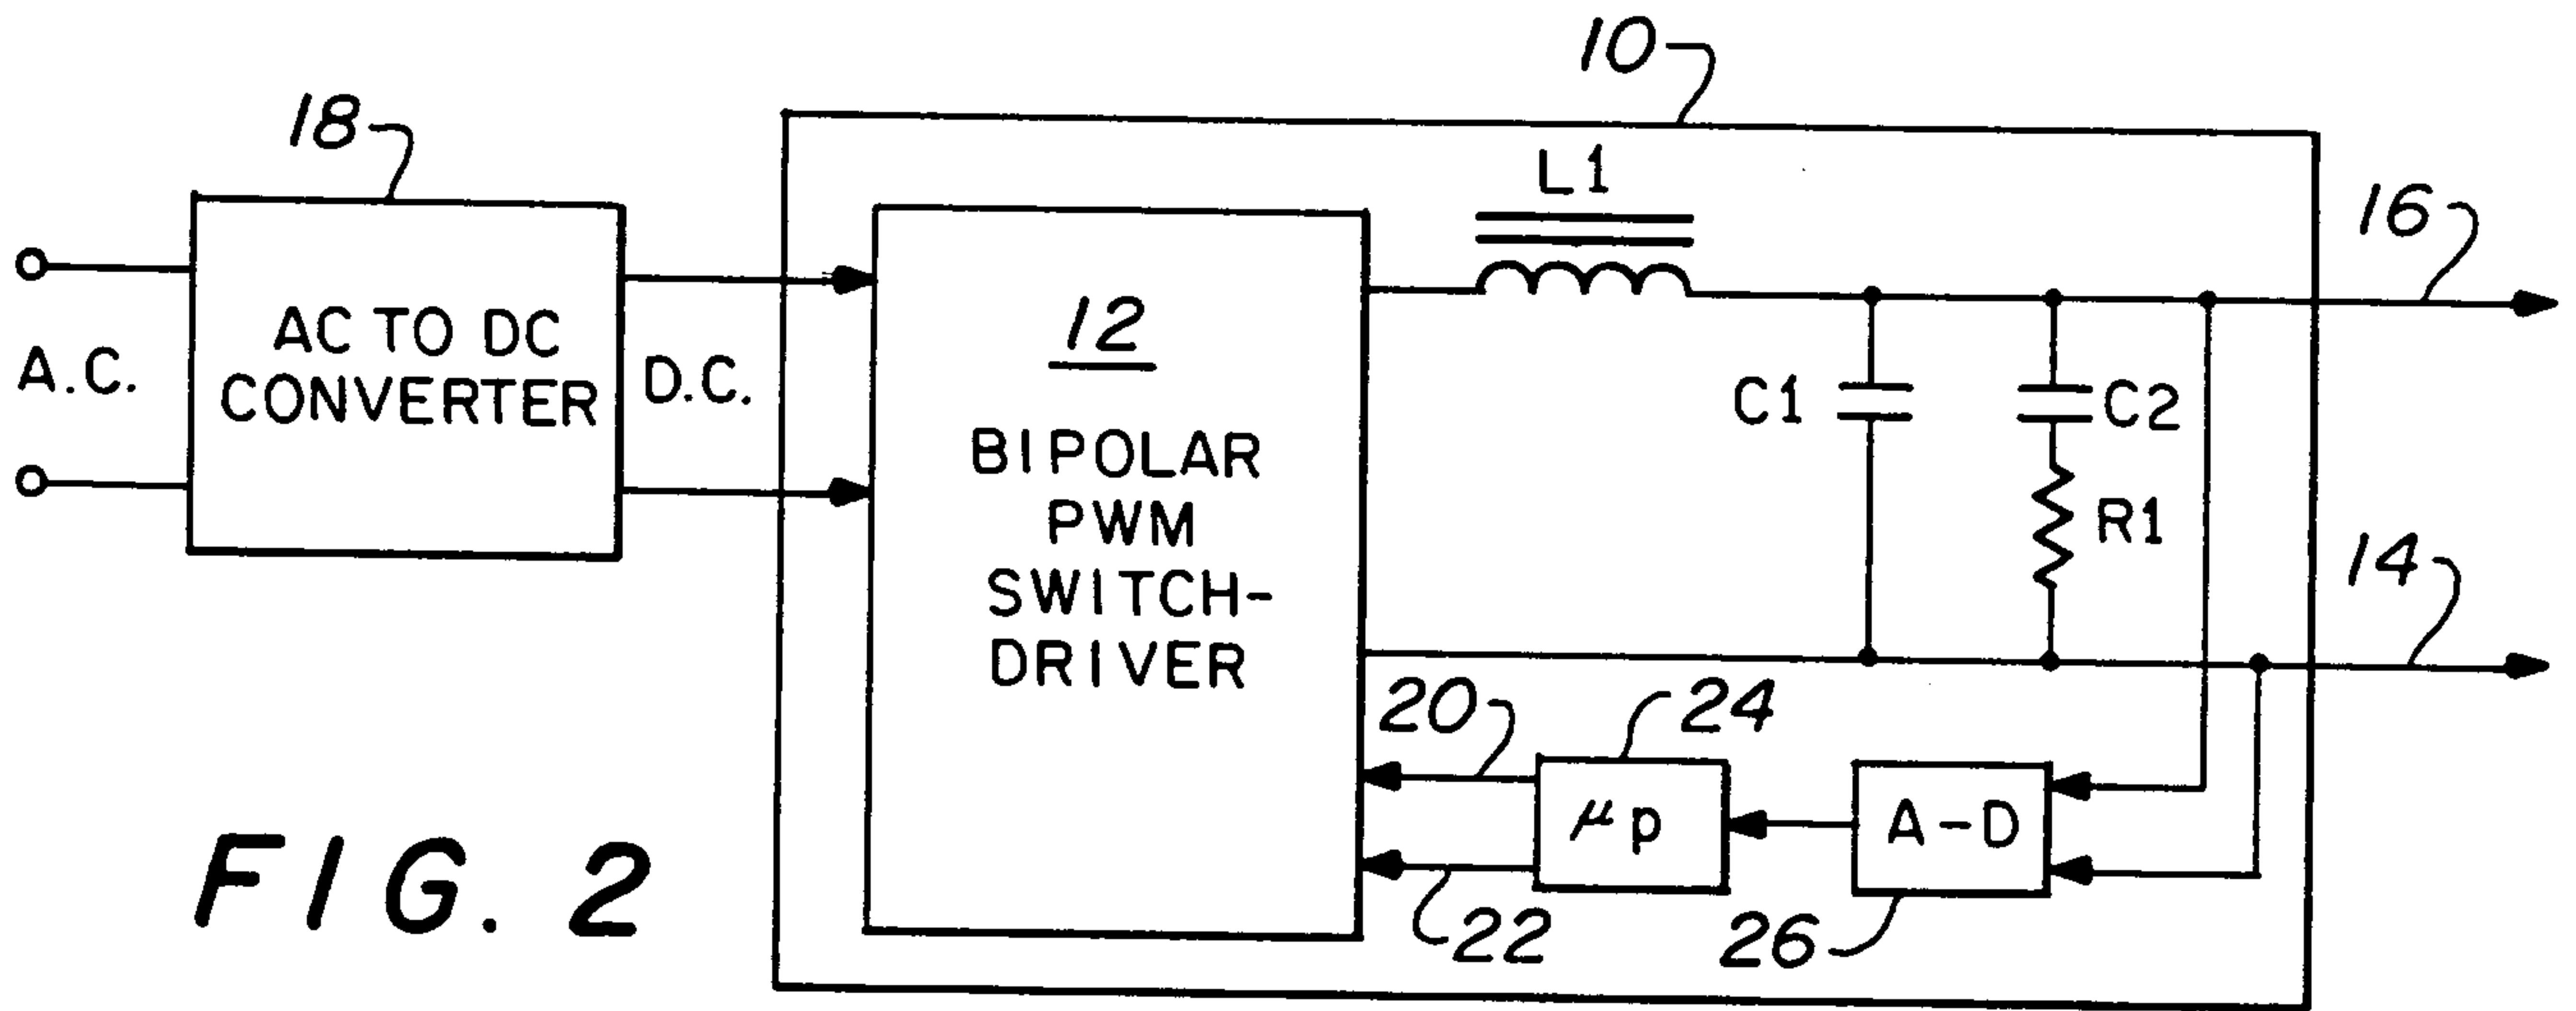 10
18
L1
16
A.C.
AC TO DC
CONVERTER
D.C.
12
BIPOLAR
PWM
SWITCH-
DRIVER
C1
C2
R1
14
20
24
μp
A-D
22
26
FIG. 2